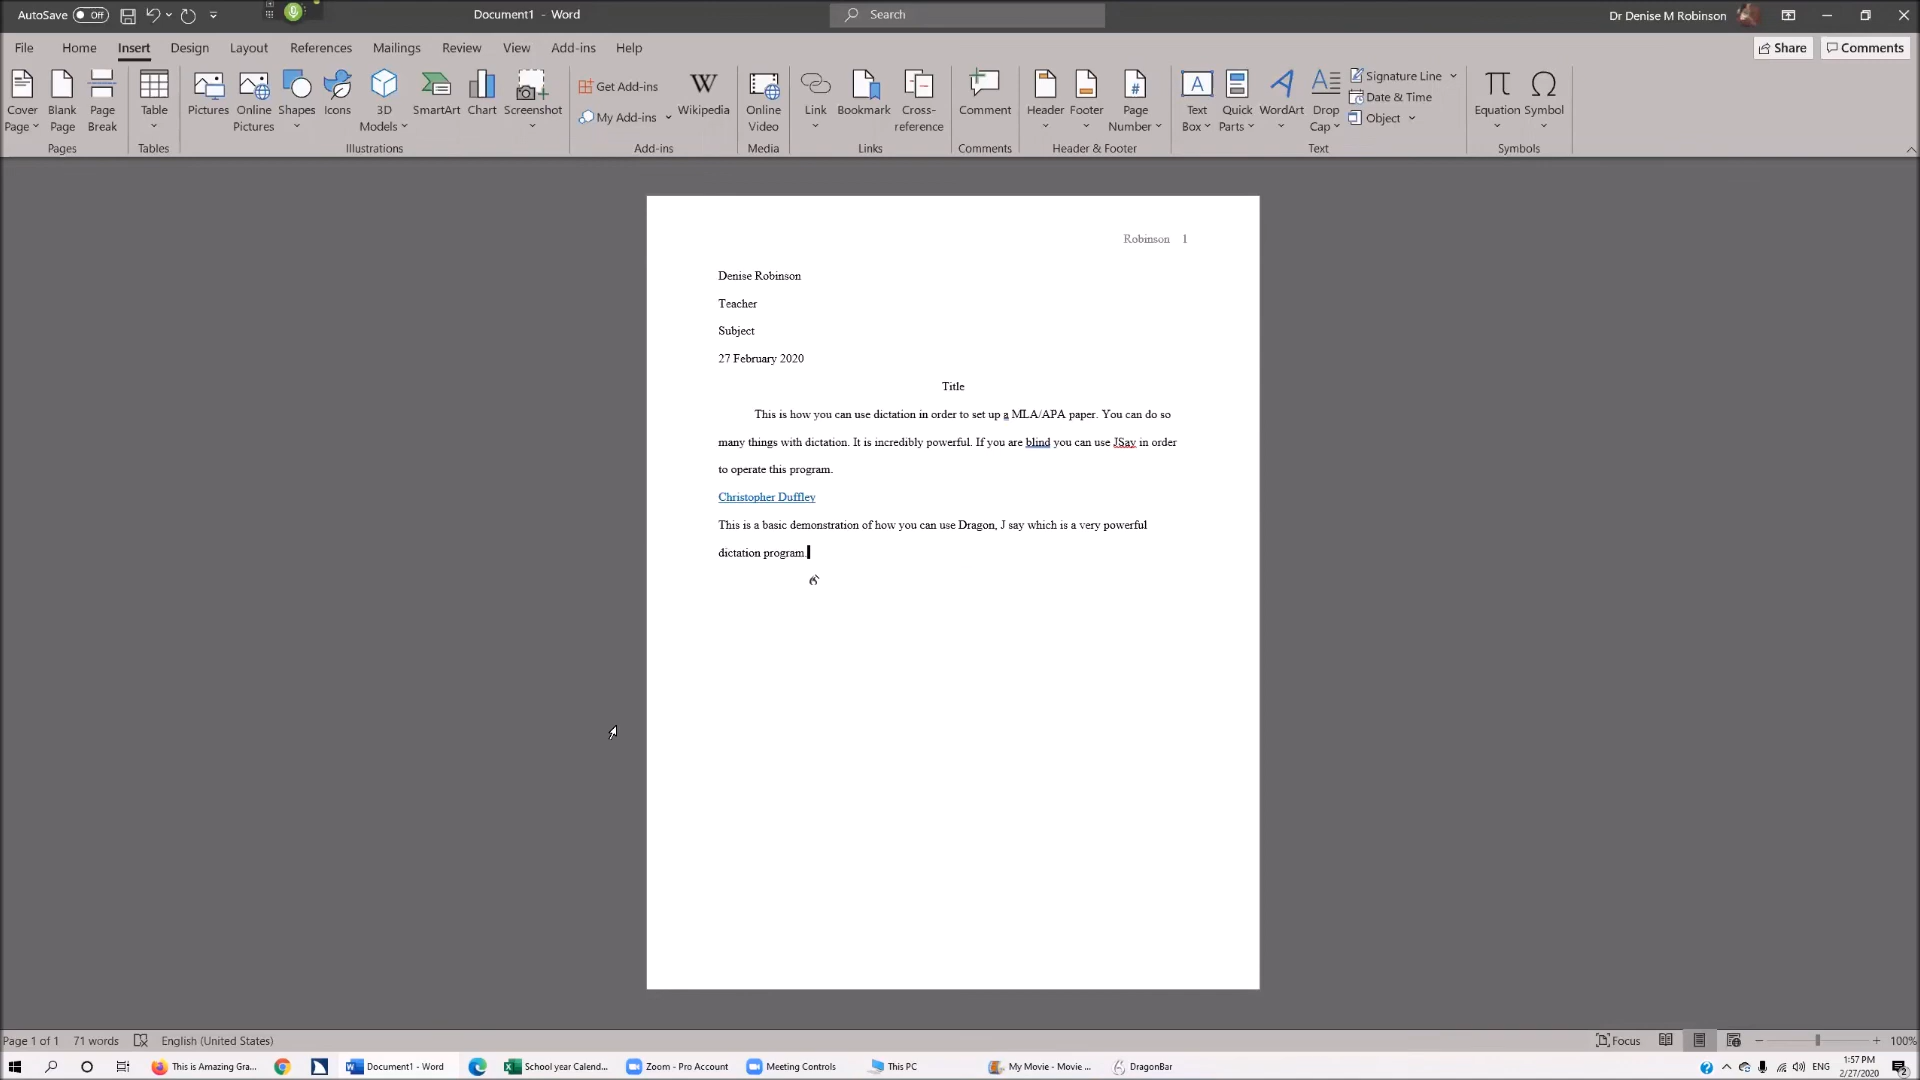 AutoSave Off Document1 - Word Search Dr Denise M Robinson
File Home Insert Design Layout References Mailings Review View Add-ins Help Share Comments
Cover Page Blank Page Page Break Table Pictures Online Pictures Shapes Icons 3D Models SmartArt Chart Screenshot Get Add-ins My Add-ins Wikipedia Online Video Link Bookmark Cross-reference Comment Header Footer Page Number Text Box Quick Parts WordArt Drop Cap Signature Line Date & Time Object Equation Symbol
Pages Tables Illustrations Add-ins Media Links Comments Header & Footer Text Symbols
Robinson 1
Denise Robinson
Teacher
Subject
27 February 2020
Title
This is how you can use dictation in order to set up a MLA/APA paper. You can do so
many things with dictation. It is incredibly powerful. If you are blind you can use JSay in order
to operate this program.
Christopher Duffley
This is a basic demonstration of how you can use Dragon, J say which is a very powerful
dictation program.
Page 1 of 1 71 words English (United States) Focus 100%
This is Amazing Gra... Document1 - Word School year Calend... Zoom - Pro Account Meeting Controls This PC My Movie - Movie ... DragonBar ENG 1:57 PM
2/27/2020 2